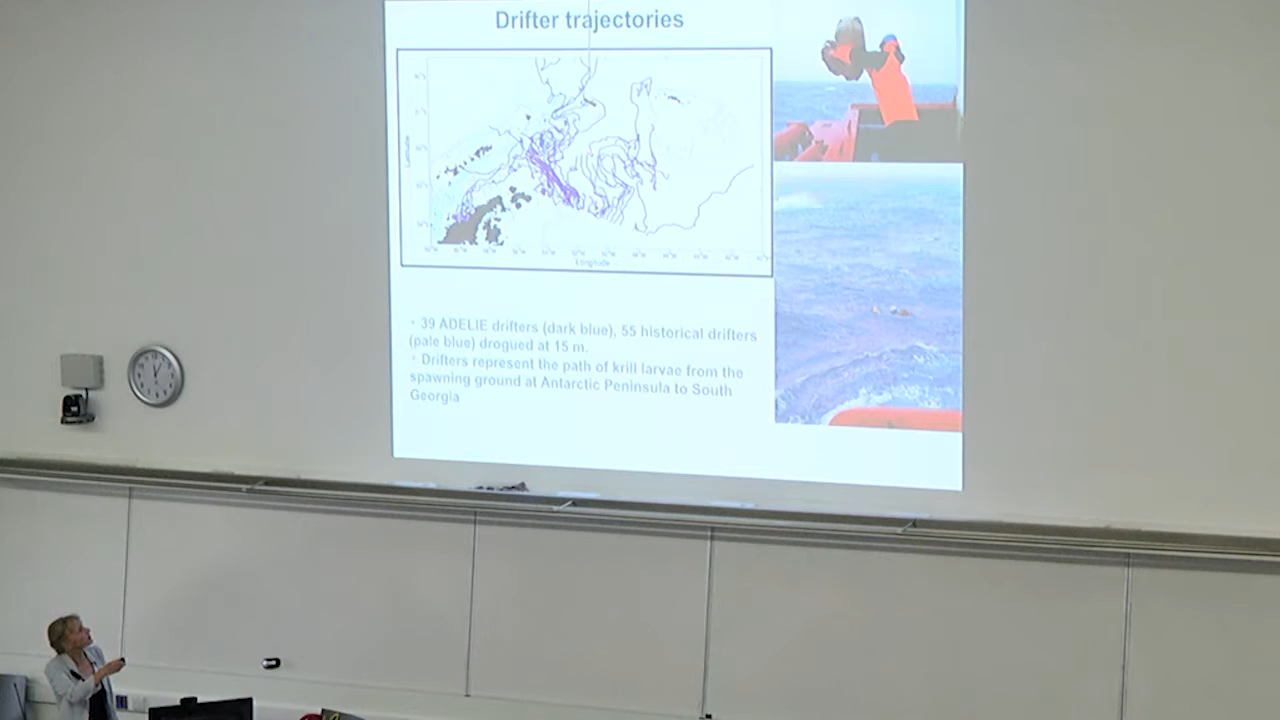 Drifter trajectories
Longitude
• 39 ADELIE drifters (dark blue), 55 historical drifters
(pale blue) drogued at 15 m.
• Drifters represent the path of krill larvae from the
spawning ground at Antarctic Peninsula to South
Georgia